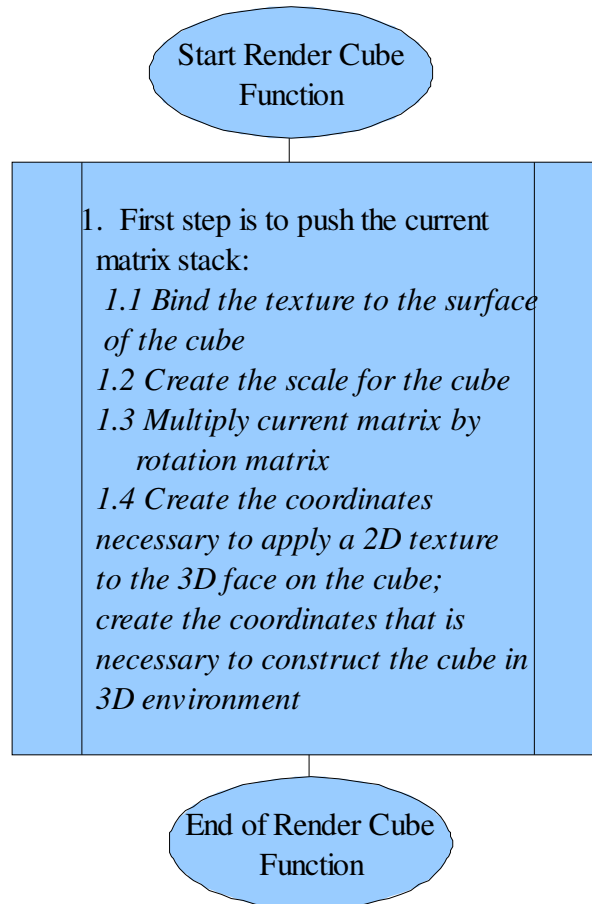 Start Render Cube
Function
1. First step is to push the current
matrix stack:
1.1 Bind the texture to the surface
of the cube
1.2 Create the scale for the cube
1.3 Multiply current matrix by
rotation matrix
1.4 Create the coordinates
necessary to apply a 2D texture
to the 3D face on the cube;
create the coordinates that is
necessary to construct the cube in
3D environment
End of Render Cube
Function